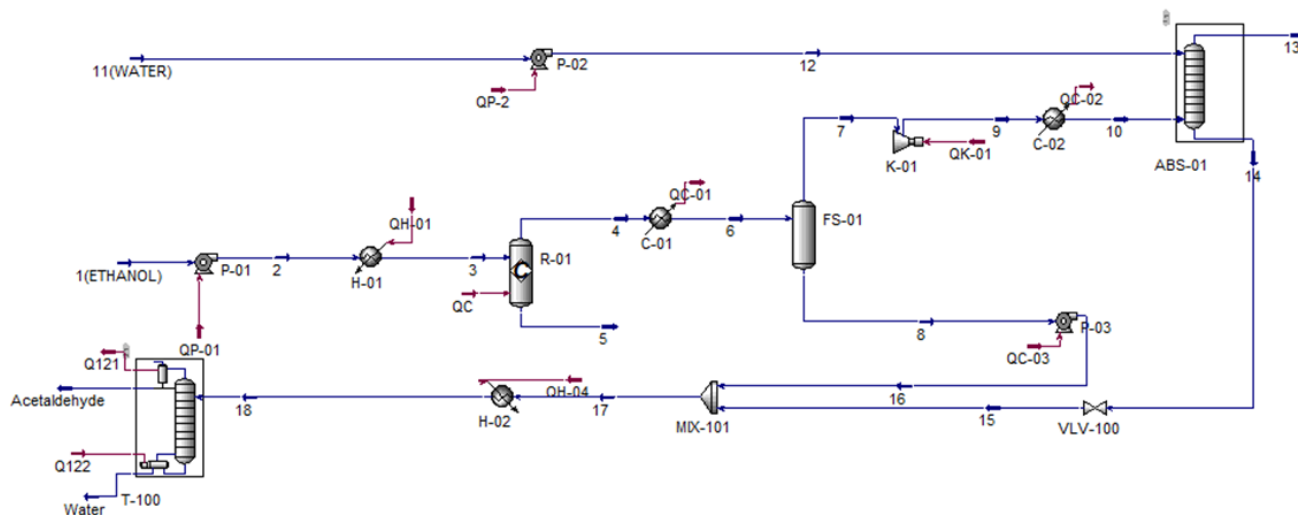 13
12
11(WATER)
P-02
QP-2
QC-02
7
9
10
K-01
QK-01
C-02
ABS-01
14
QC-01
QH-01
4
6
FS-01
C-01
2
3
R-01
1(ETHANOL)
P-01
H-01
QC
5
8
P-03
QP-01
QC-03
Q121
Acetaldehyde
18
QH-04
17
16
H-02
MIX-101
15
VLV-100
Q122
Water
T-100